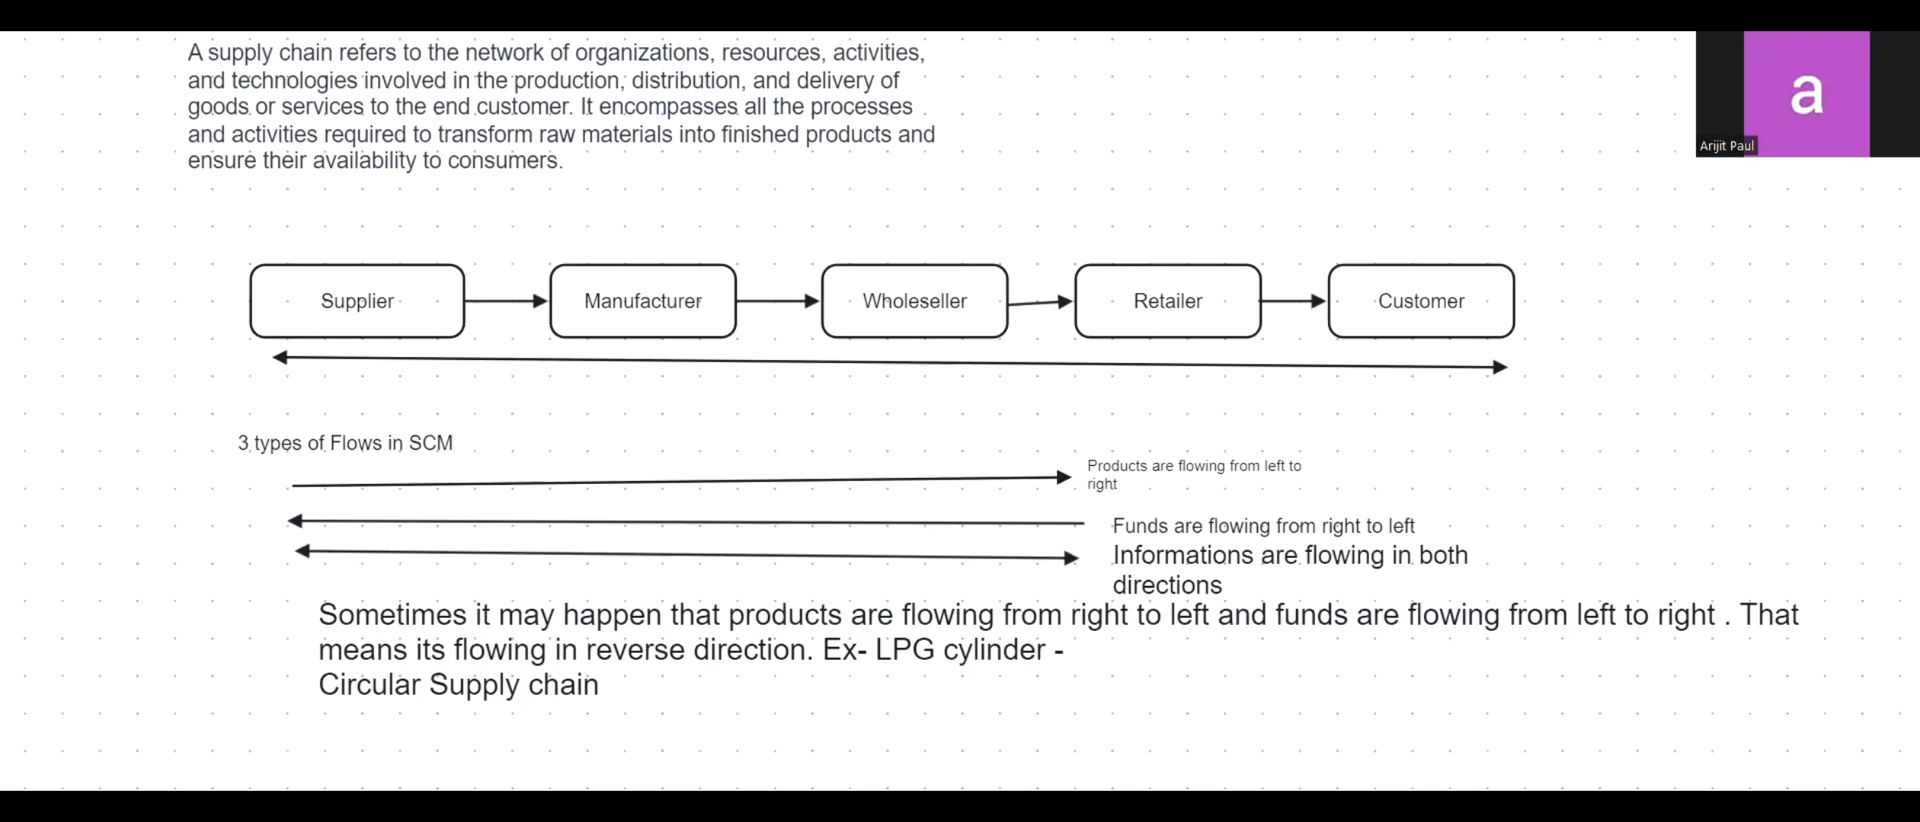 A supply chain refers to the network of organizations, resources, activities,
and technologies involved in the production, distribution, and delivery of
goods or services to the end customer. It encompasses all the processes
and activities required to transform raw materials into finished products and
ensure their availability to consumers.
a
Arijit Paul
Supplier
Manufacturer
Wholeseller
Retailer
Customer
3 types of Flows in SCM
Products are flowing from left to
right
Funds are flowing from right to left
Informations are flowing in both
directions
Sometimes it may happen that products are flowing from right to left and funds are flowing from left to right . That
means its flowing in reverse direction. Ex- LPG cylinder -
Circular Supply chain